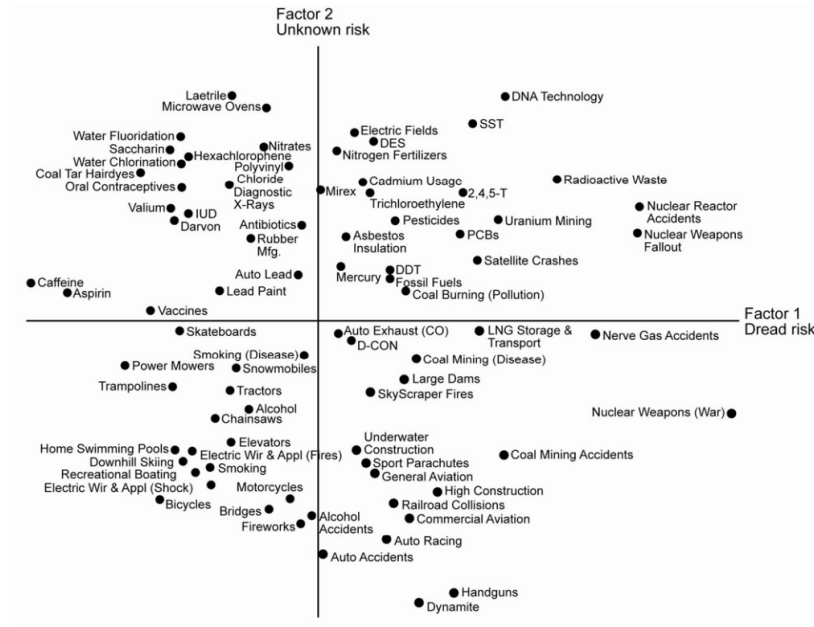 Factor 2
Unknown risk
Laetrile
Microwave Ovens
DNA Technology
SST
Water Fluoridation
Electric Fields
DES
Saccharin
Nitrates
Nitrogen Fertilizers
Hexachlorophene
Water Chlorination
Polyvinyl
Chloride
Coal Tar Hairdyes
Oral Contraceptives
Diagnostic
X-Rays
Mirex
Cadmium Usage
Trichloroethylene
2,4,5-T
Radioactive Waste
Valium
IUD
Darvon
Antibiotics
Rubber
Mfg.
Pesticides
Uranium Mining
Nuclear Reactor
Accidents
Asbestos
Insulation
PCBs
Nuclear Weapons
Fallout
Satellite Crashes
Auto Lead
Mercury
DDT
Fossil Fuels
Caffeine
Aspirin
Lead Paint
Coal Burning (Pollution)
Vaccines
Factor 1
Dread risk
Skateboards
Auto Exhaust (CO)
D-CON
LNG Storage &
Transport
Nerve Gas Accidents
Smoking (Disease)
Coal Mining (Disease)
Power Mowers
Snowmobiles
Trampolines
Tractors
Large Dams
SkyScraper Fires
Alcohol
Chainsaws
Nuclear Weapons (War)
Elevators
Underwater
Construction
Home Swimming Pools
Electric Wir & Appl (Fires)
Coal Mining Accidents
Downhill Skiing
Smoking
Sport Parachutes
Recreational Boating
General Aviation
Electric Wir & Appl (Shock)
Motorcycles
High Construction
Bicycles
Bridges
Railroad Collisions
Fireworks
Alcohol
Accidents
Commercial Aviation
Auto Racing
Auto Accidents
Handguns
Dynamite